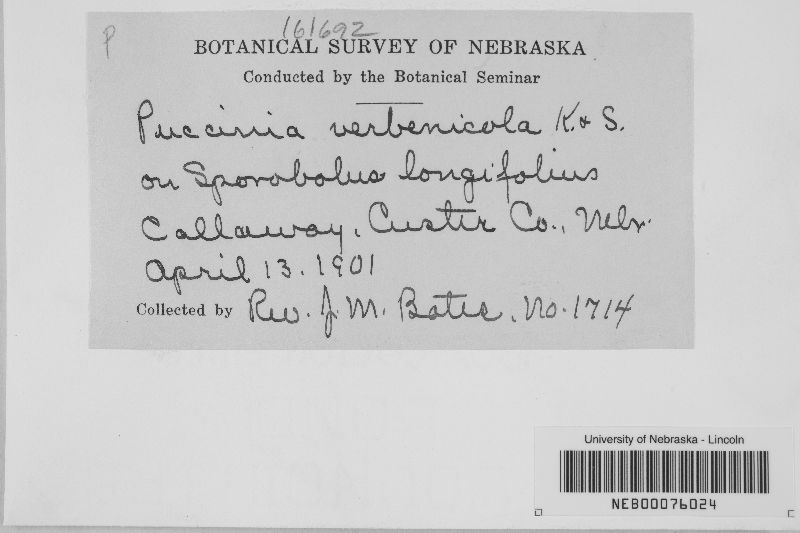 P
161692
BOTANICAL SURVEY OF NEBRASKA
Conducted by the Botanical Seminar
Puccinia verbenicola K. & S.
on Sporobolus longifolius
Callaway, Custer Co., Nebr.
April 13. 1901
Collected by Rev. J. M. Bates, No. 1714
University of Nebraska - Lincoln
NEB00076024